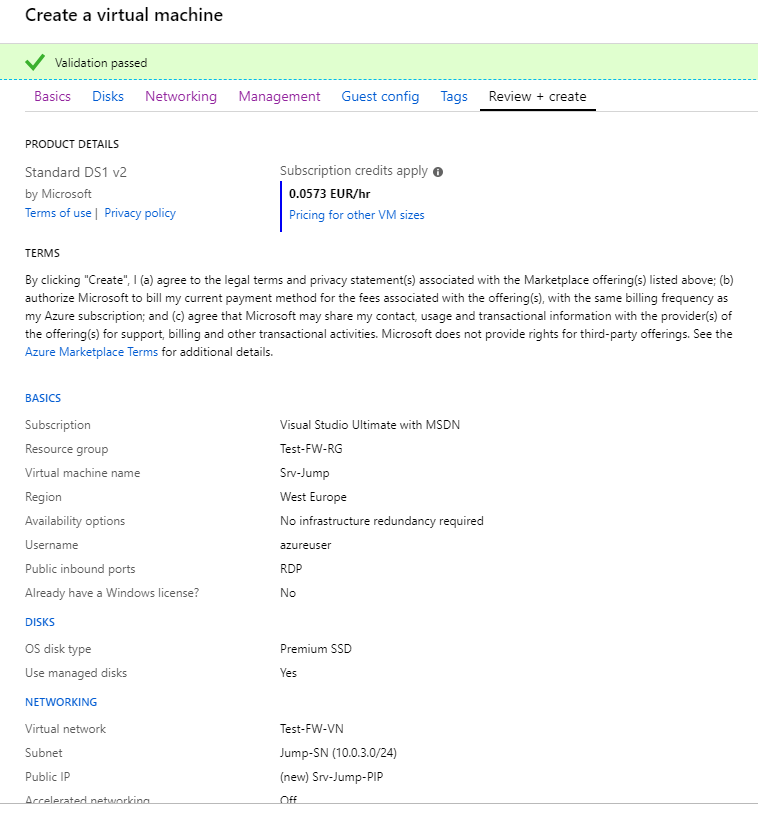 Create a virtual machine
Validation passed
Basics Disks Networking Management Guest config Tags Review + create
PRODUCT DETAILS
Standard DS1 v2
by Microsoft
Terms of use | Privacy policy
Subscription credits apply
0.0573 EUR/hr
Pricing for other VM sizes
TERMS
By clicking "Create", I (a) agree to the legal terms and privacy statement(s) associated with the Marketplace offering(s) listed above; (b)
authorize Microsoft to bill my current payment method for the fees associated with the offering(s), with the same billing frequency as
my Azure subscription; and (c) agree that Microsoft may share my contact, usage and transactional information with the provider(s) of
the offering(s) for support, billing and other transactional activities. Microsoft does not provide rights for third-party offerings. See the
Azure Marketplace Terms for additional details.
BASICS
Subscription Visual Studio Ultimate with MSDN
Resource group Test-FW-RG
Virtual machine name Srv-Jump
Region West Europe
Availability options No infrastructure redundancy required
Username azureuser
Public inbound ports RDP
Already have a Windows license? No
DISKS
OS disk type Premium SSD
Use managed disks Yes
NETWORKING
Virtual network Test-FW-VN
Subnet Jump-SN (10.0.3.0/24)
Public IP (new) Srv-Jump-PIP
Accelerated networking Off